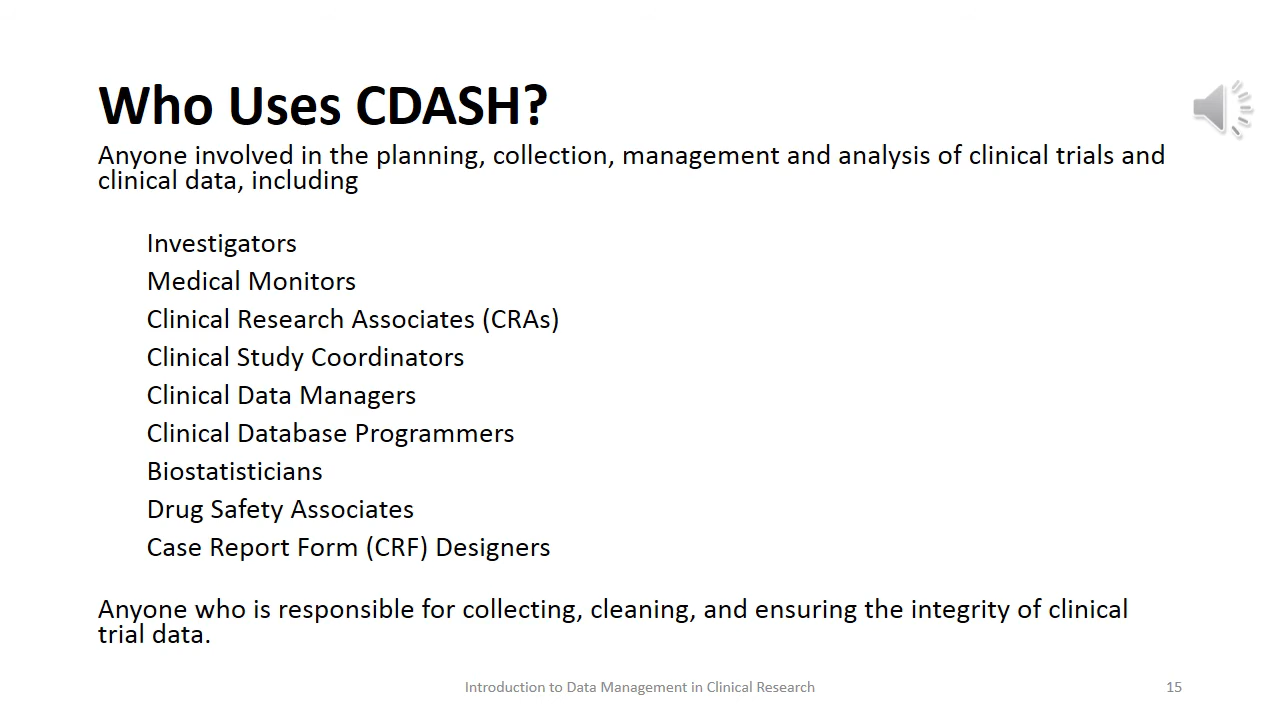 Who Uses CDASH?
Anyone involved in the planning, collection, management and analysis of clinical trials and
clinical data, including
Investigators
Medical Monitors
Clinical Research Associates (CRAs)
Clinical Study Coordinators
Clinical Data Managers
Clinical Database Programmers
Biostatisticians
Drug Safety Associates
Case Report Form (CRF) Designers
Anyone who is responsible for collecting, cleaning, and ensuring the integrity of clinical
trial data.
Introduction to Data Management in Clinical Research
15